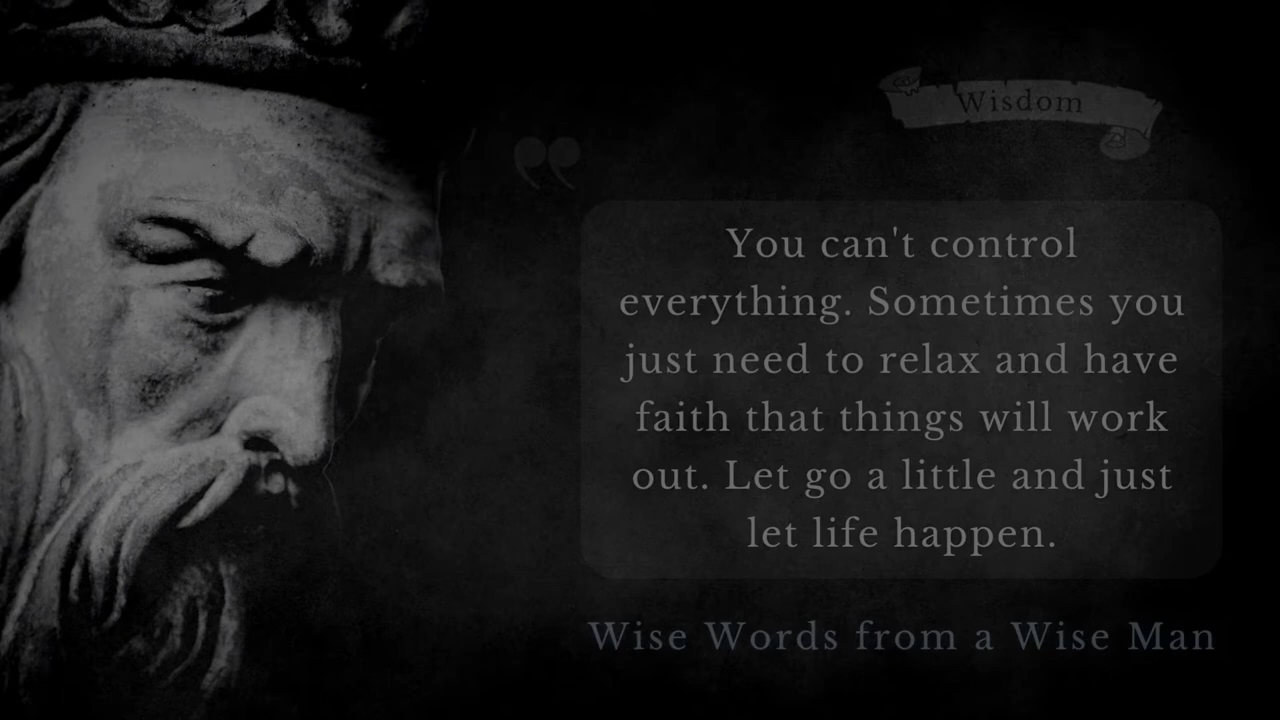 Wisdom
You can't control
everything. Sometimes you
just need to relax and have
faith that things will work
out. Let go a little and just
let life happen.
Wise Words from a Wise Man